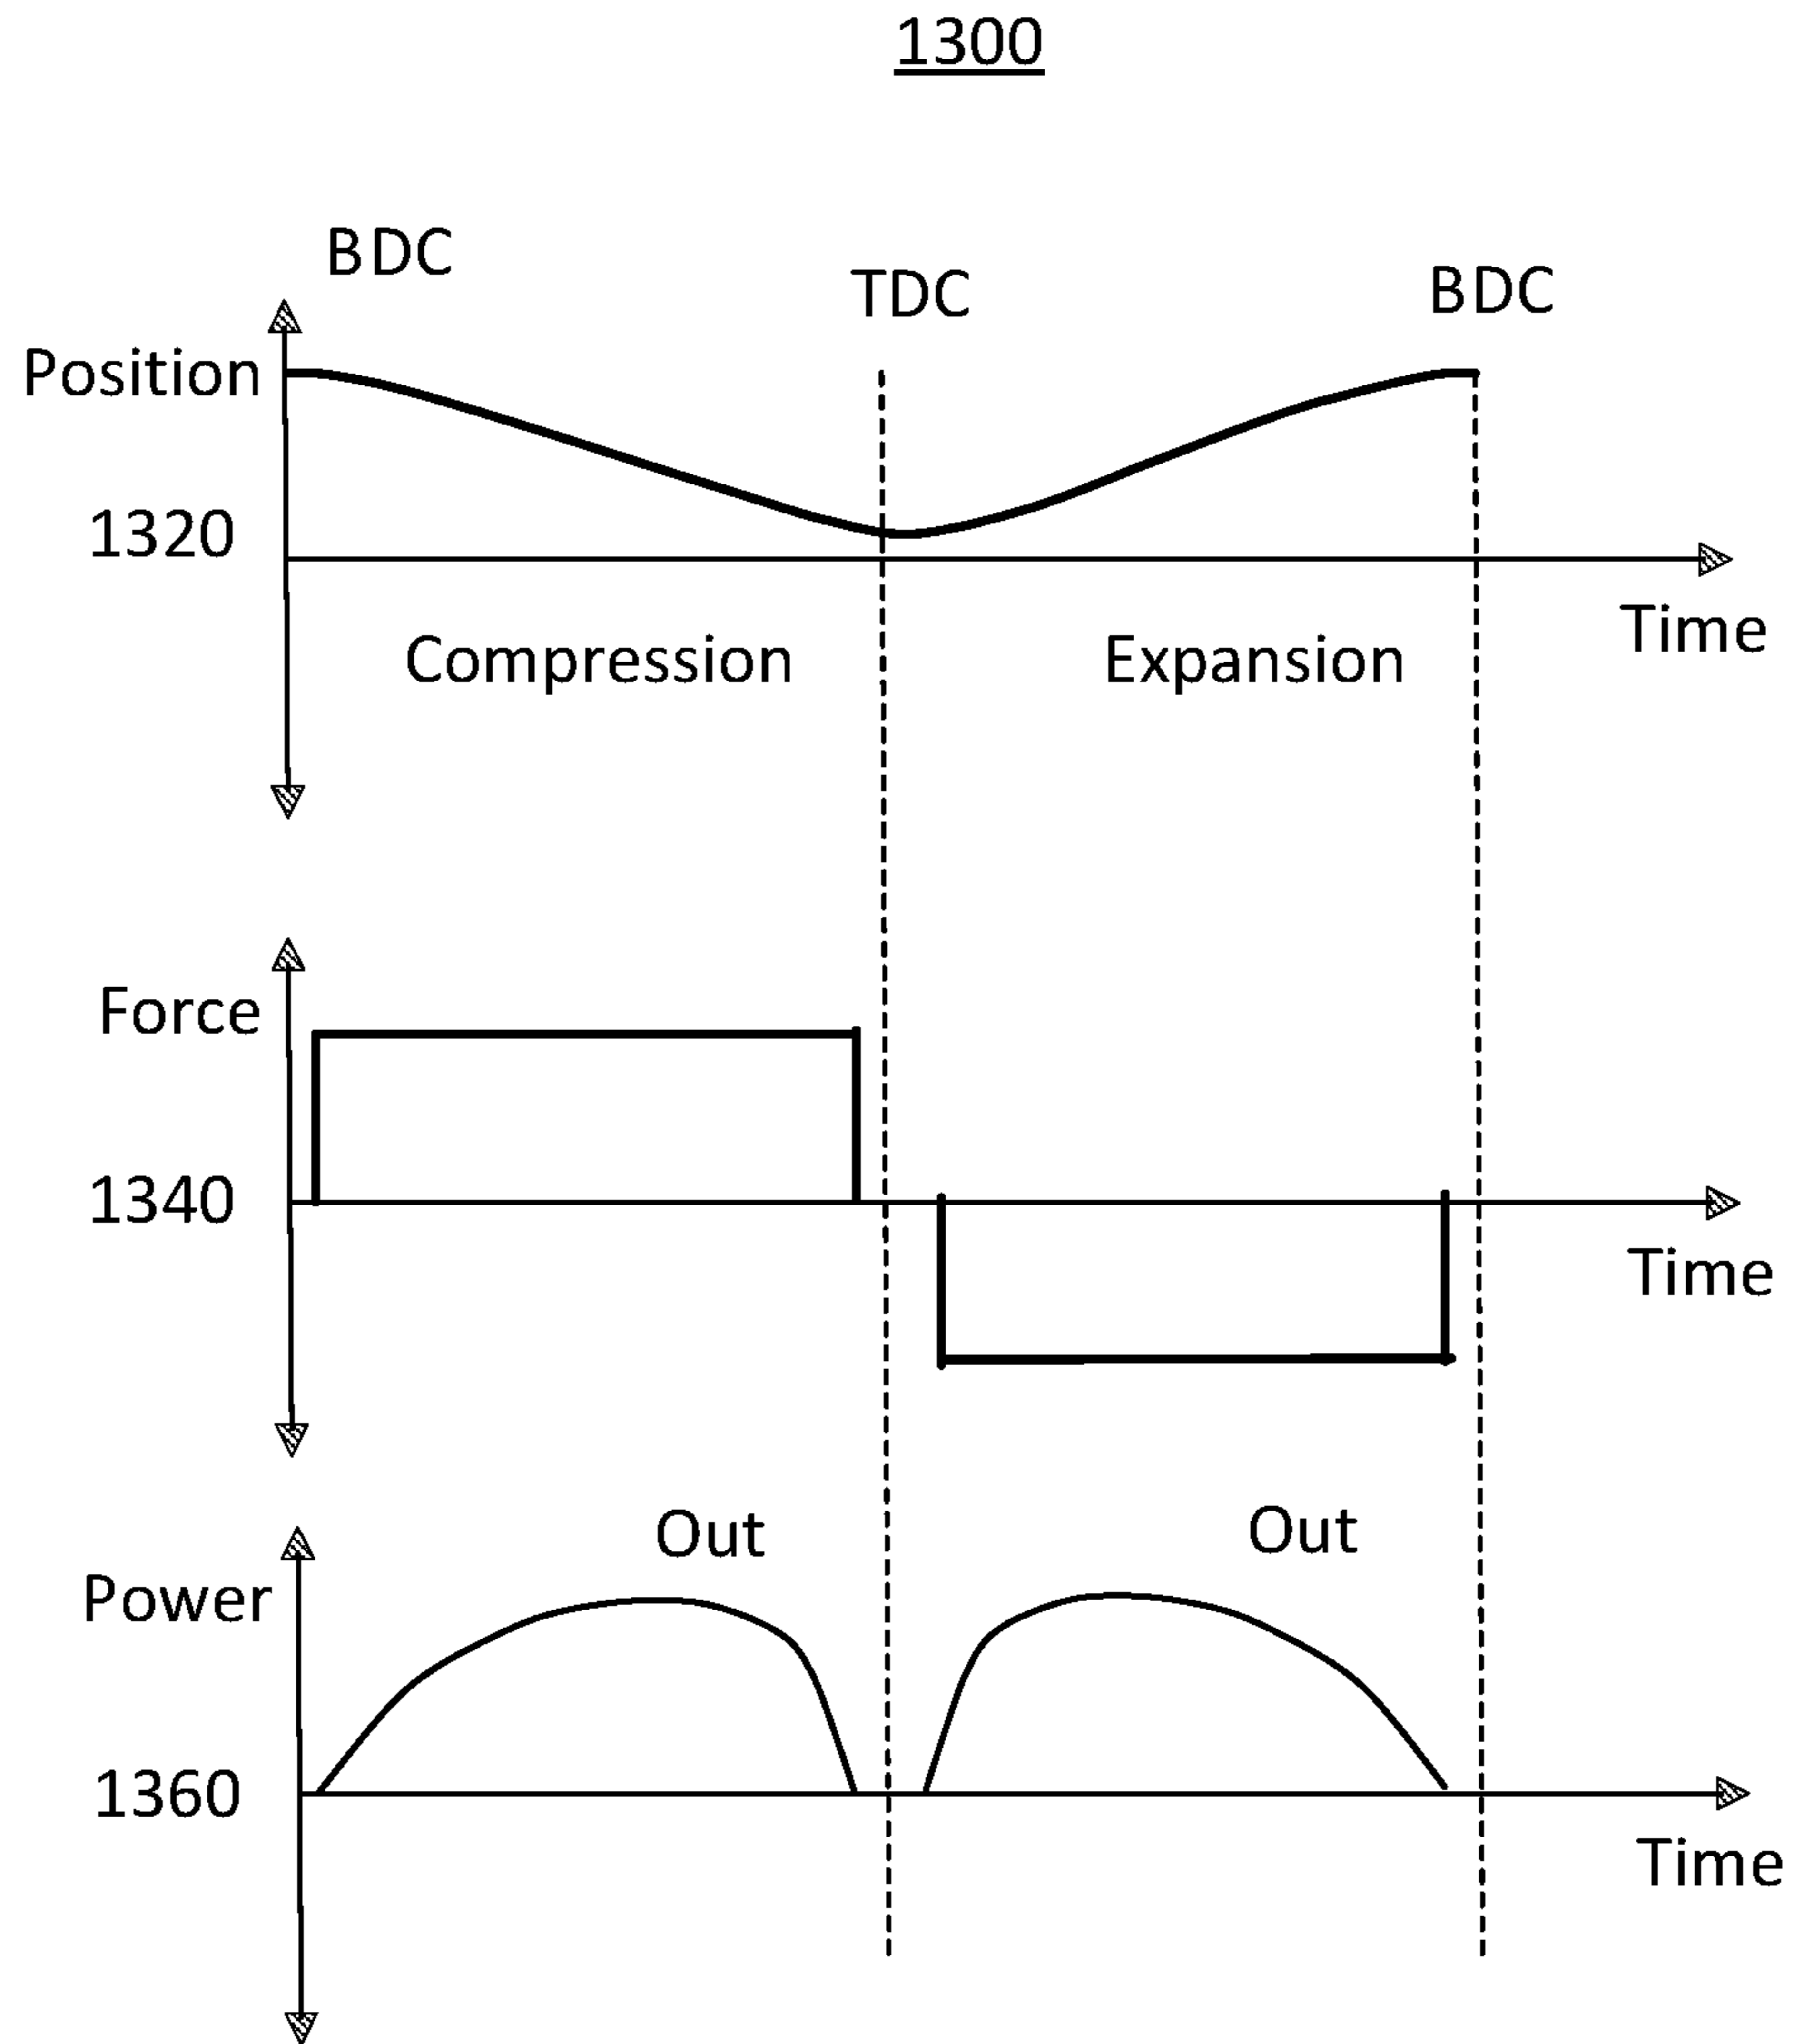 1300
BDC
TDC
BDC
Position
1320
Time
Compression
Expansion
Force
1340
Time
Out
Out
Power
1360
Time